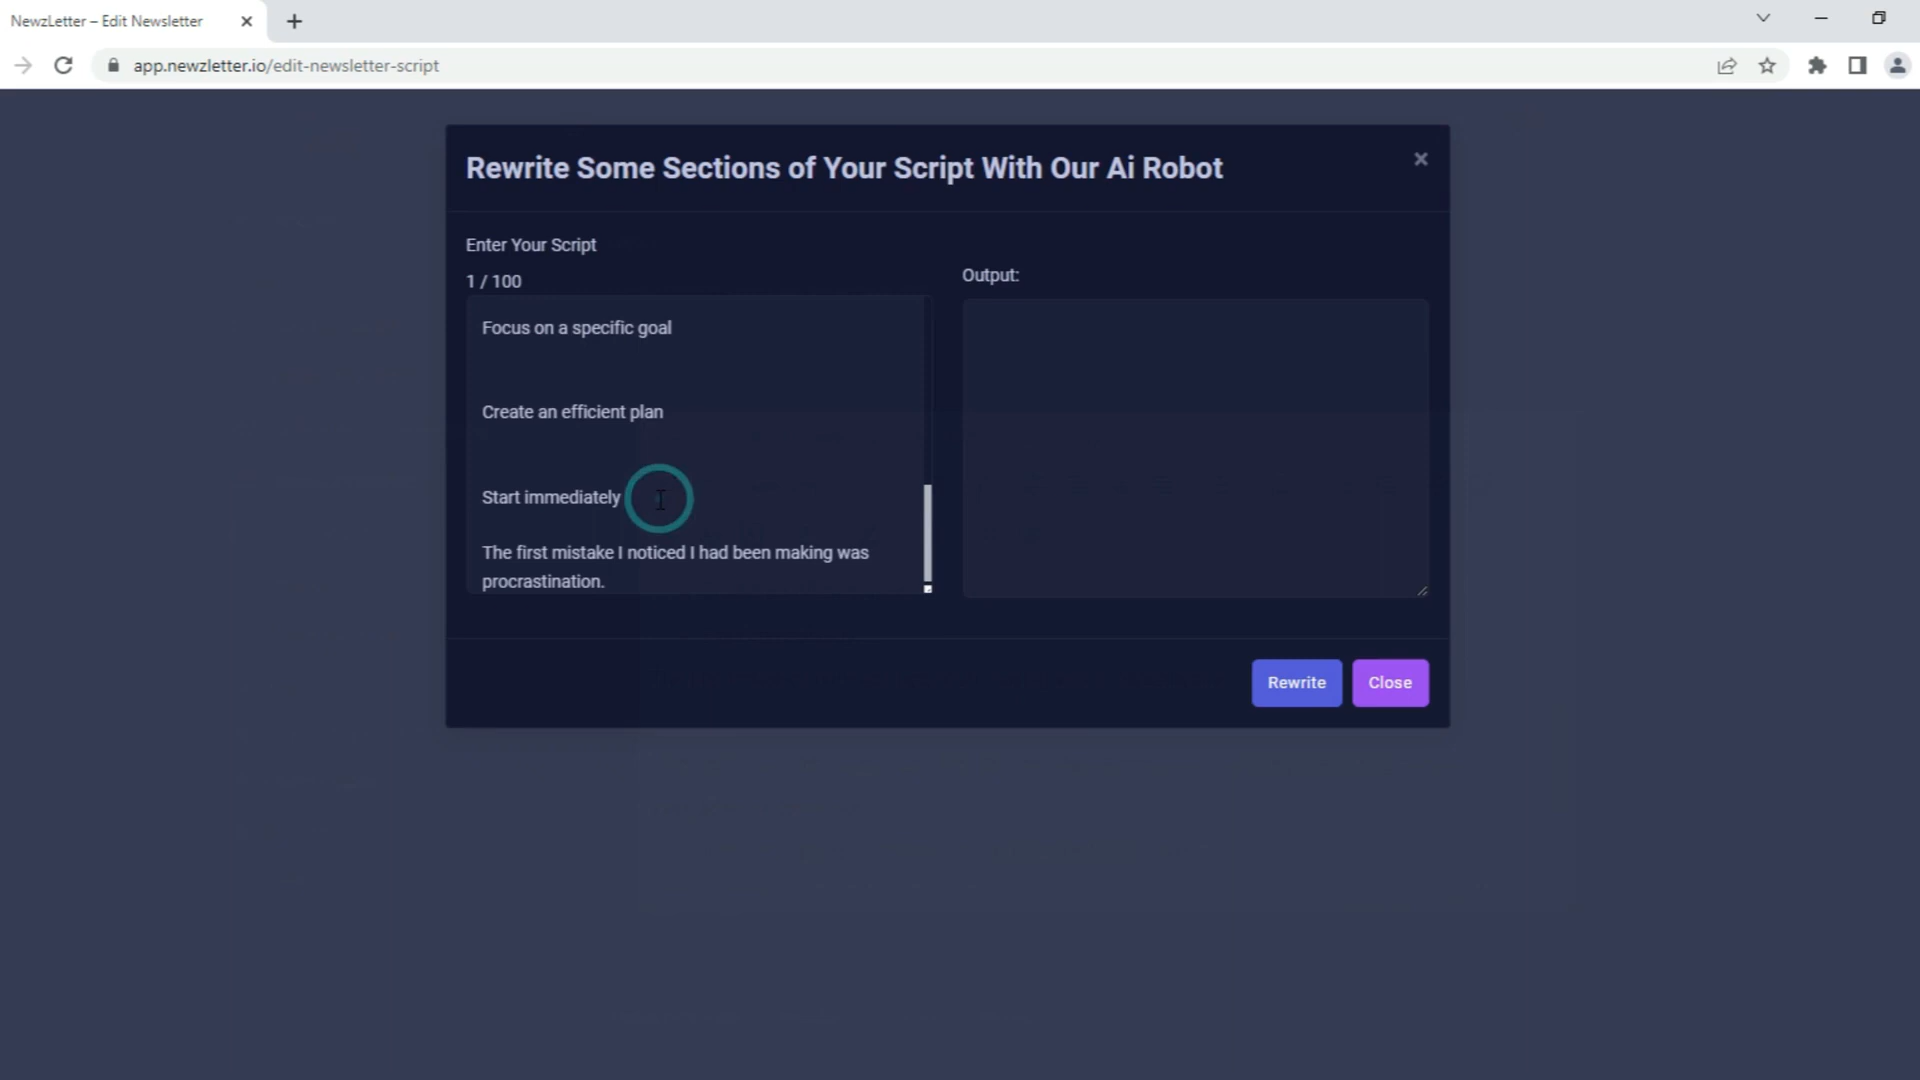 NewzLetter – Edit Newsletter
app.newzletter.io/edit-newsletter-script
Rewrite Some Sections of Your Script With Our Ai Robot
Enter Your Script
1 / 100
Focus on a specific goal
Create an efficient plan
Start immediately
The first mistake I noticed I had been making was
procrastination.
Output:
Rewrite
Close